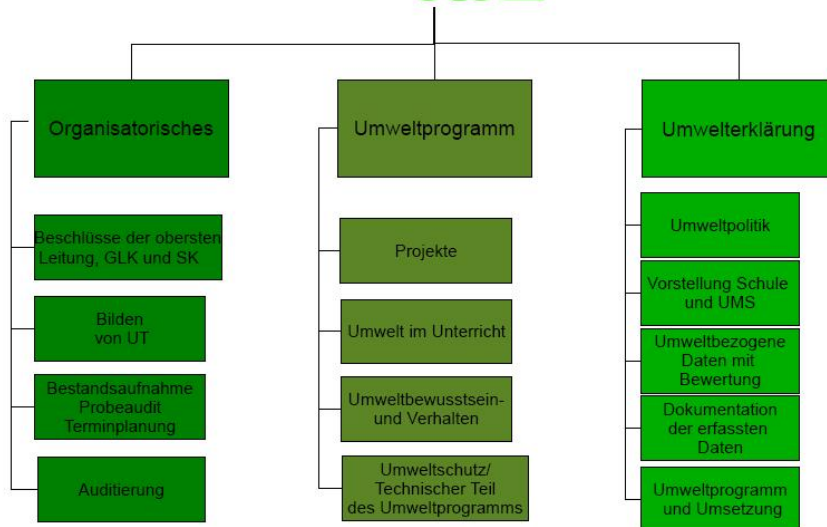 Organisatorisches
Beschlüsse der obersten
Leitung, GLK und SK
Bilden
von UT
Bestandsaufnahme
Probeaudit
Terminplanung
Auditierung
Umweltprogramm
Projekte
Umwelt im Unterricht
Umweltbewusstsein-
und Verhalten
Umweltschutz/
Technischer Teil
des Umweltprogramms
Umwelterklärung
Umweltpolitik
Vorstellung Schule
und UMS
Umweltbezogene
Daten mit
Bewertung
Dokumentation
der erfassten
Daten
Umweltprogramm
und Umsetzung